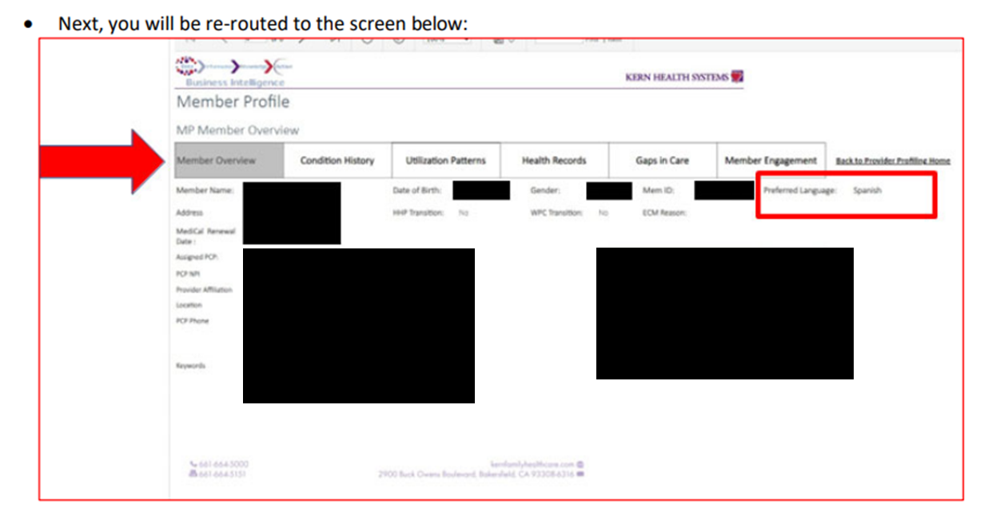 • Next, you will be re-routed to the screen below:
Business Intelligence
KERN HEALTH SYSTEMS
Member Profile
MP Member Overview
Member Overview Condition History Utilization Patterns Health Records Gaps in Care Member Engagement Back to Provider Profiling Home
Member Name: Date of Birth: Gender: Mem ID: Preferred Language: Spanish
Address HHP Transition: No WPC Transition: No ECM Reason:
MediCal Renewal
Date :
Assigned PCP:
PCP NPI
Provider Affiliation
Location
PCP Phone
Keywords
661-664-5000 kernfamilyhealthcare.com
661-664-5151 2900 Buck Owens Boulevard, Bakersfield, CA 93308-6316